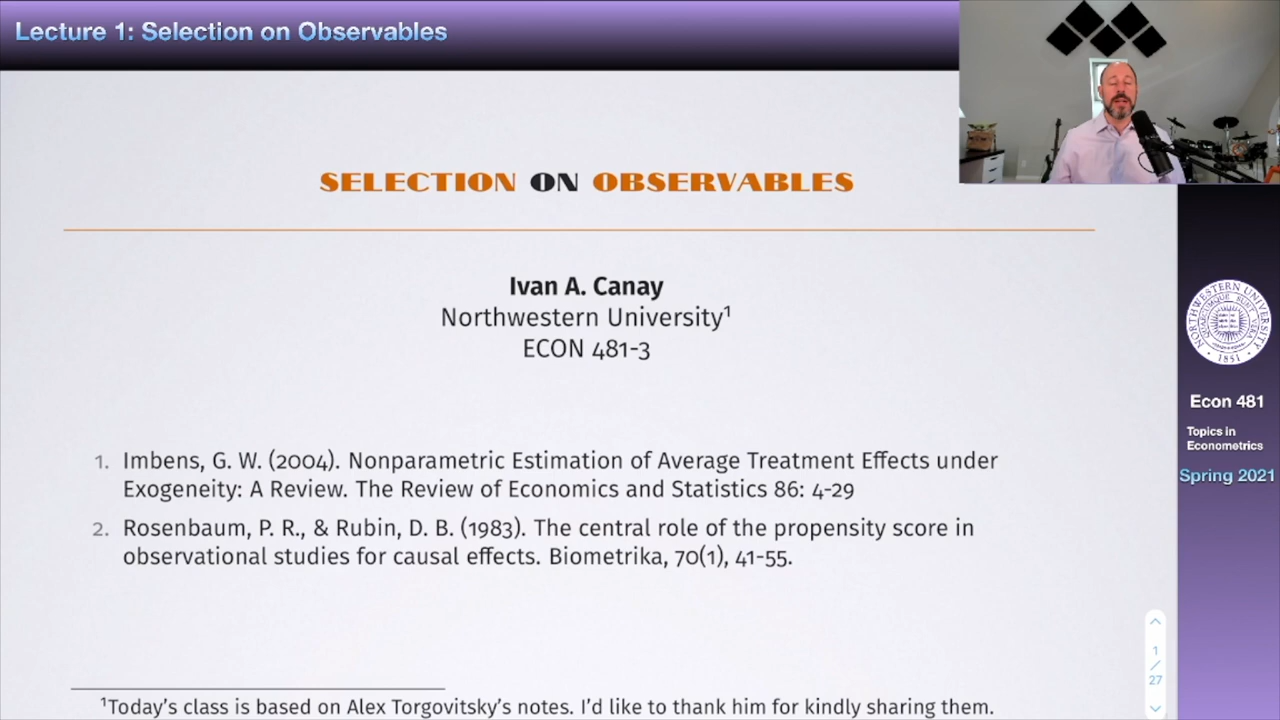 Lecture 1: Selection on Observables
SELECTION ON OBSERVABLES
Ivan A. Canay
Northwestern University¹
ECON 481-3
1. Imbens, G. W. (2004). Nonparametric Estimation of Average Treatment Effects under
Exogeneity: A Review. The Review of Economics and Statistics 86: 4-29
2. Rosenbaum, P. R., & Rubin, D. B. (1983). The central role of the propensity score in
observational studies for causal effects. Biometrika, 70(1), 41-55.
¹Today's class is based on Alex Torgovitsky's notes. I'd like to thank him for kindly sharing them.
1
/
27
NORTHWESTERN UNIVERSITY
1851
Econ 481
Topics in
Econometrics
Spring 2021